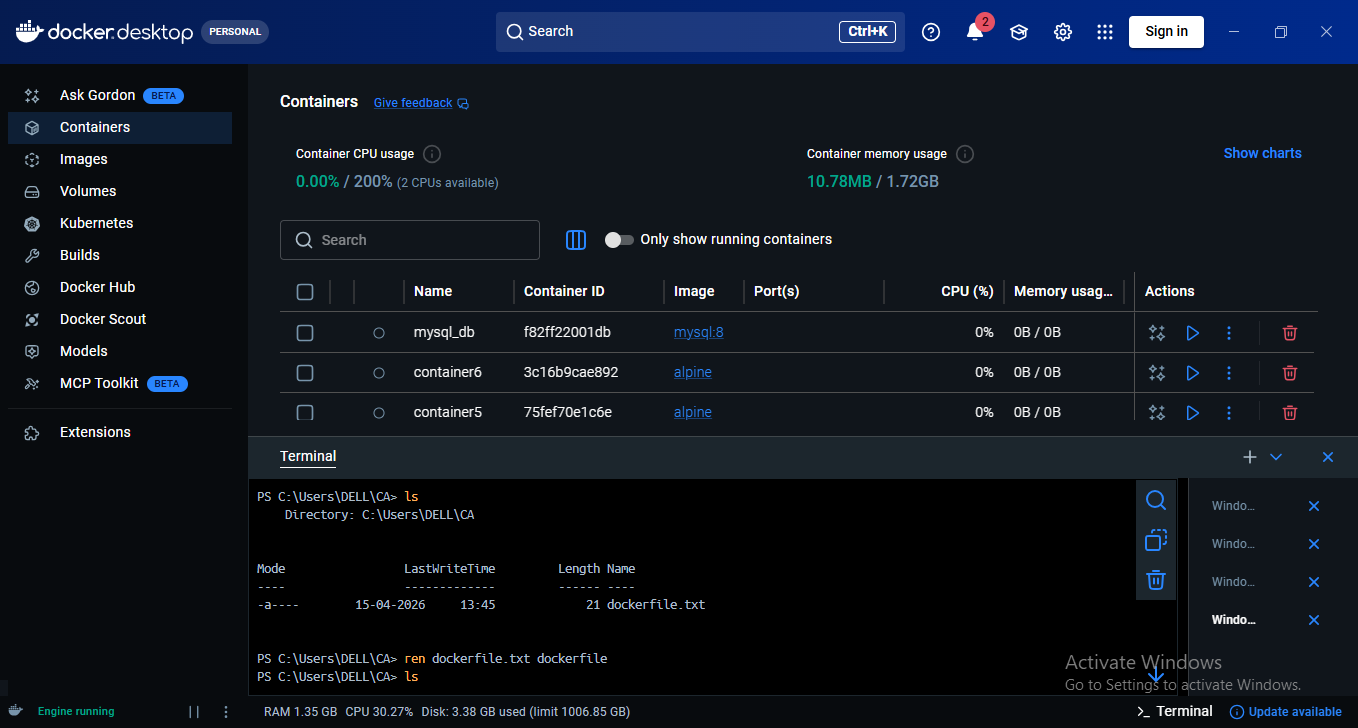 docker.desktop PERSONAL Search Ctrl+K 2 Sign in
Ask Gordon BETA
Containers
Images
Volumes
Kubernetes
Builds
Docker Hub
Docker Scout
Models
MCP Toolkit BETA
Extensions
Containers Give feedback
Container CPU usage
0.00% / 200% (2 CPUs available)
Container memory usage
10.78MB / 1.72GB
Show charts
Search
Only show running containers
Name Container ID Image Port(s) CPU (%) Memory usag... Actions
mysql_db f82ff22001db mysql:8 0% 0B / 0B
container6 3c16b9cae892 alpine 0% 0B / 0B
container5 75fef70e1c6e alpine 0% 0B / 0B
Terminal
PS C:\Users\DELL\CA> ls
Directory: C:\Users\DELL\CA
Mode LastWriteTime Length Name
---- ------------- ------ ----
-a---- 15-04-2026 13:45 21 dockerfile.txt
PS C:\Users\DELL\CA> ren dockerfile.txt dockerfile
PS C:\Users\DELL\CA> ls
Windo...
Windo...
Windo...
Windo...
Activate Windows
Go to Settings to activate Windows.
Engine running
RAM 1.35 GB CPU 30.27% Disk: 3.38 GB used (limit 1006.85 GB)
Terminal
Update available